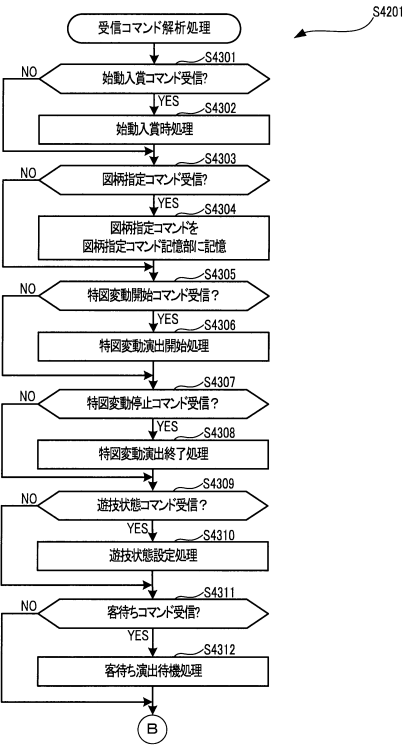 S4201
受信コマンド解析処理
S4301
NO
始動入賞コマンド受信?
YES
S4302
始動入賞時処理
S4303
NO
図柄指定コマンド受信?
YES
S4304
図柄指定コマンドを
図柄指定コマンド記憶部に記憶
S4305
NO
特図変動開始コマンド受信？
YES
S4306
特図変動演出開始処理
S4307
NO
特図変動停止コマンド受信？
YES
S4308
特図変動演出終了処理
S4309
NO
遊技状態コマンド受信？
YES
S4310
遊技状態設定処理
S4311
NO
客待ちコマンド受信?
YES
S4312
客待ち演出待機処理
B